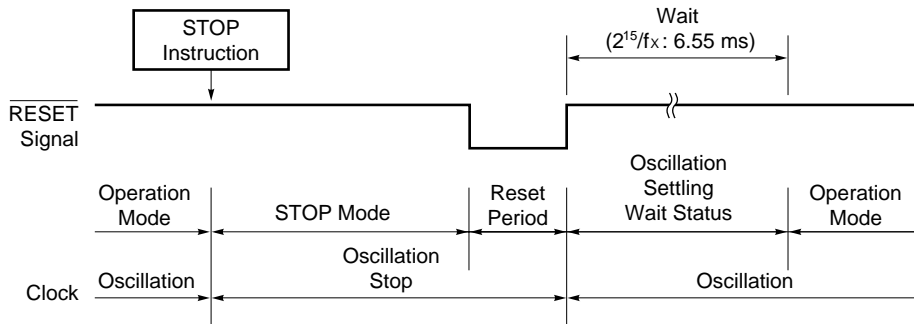 STOP
Instruction
Wait
(2¹⁵/fx : 6.55 ms)
RESET
Signal
Operation
Mode
STOP Mode
Reset
Period
Oscillation
Settling
Wait Status
Operation
Mode
Clock
Oscillation
Oscillation
Stop
Oscillation